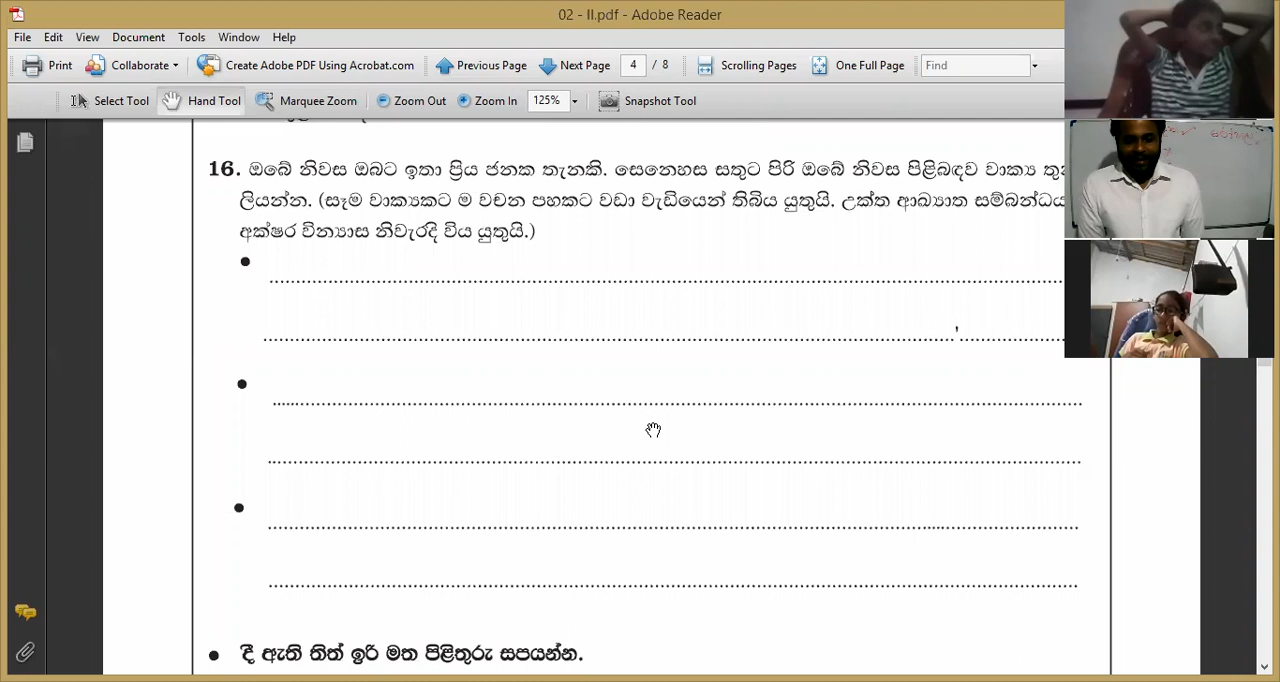 02 - II.pdf - Adobe Reader
File Edit View Document Tools Window Help
Print Collaborate Create Adobe PDF Using Acrobat.com Previous Page Next Page 4 / 8 Scrolling Pages One Full Page Find
Select Tool Hand Tool Marquee Zoom Zoom Out Zoom In 125% Snapshot Tool
16. ඔබේ නිවස ඔබට ඉතා ප්‍රිය ජනක තැනකි. සෙනෙහස සතුට පිරි ඔබේ නිවස පිළිබඳව වාක්‍ය
ලියන්න. (සෑම වාක්‍යකට ම වචන පහකට වඩා වැඩියෙන් තිබිය යුතුයි. උක්ත ආඛ්‍යාත සම්බන්ධය
අක්ෂර වින්‍යාස නිවැරදි විය යුතුයි.)
● දී ඇති තිත් ඉරි මත පිළිතුරු සපයන්න.